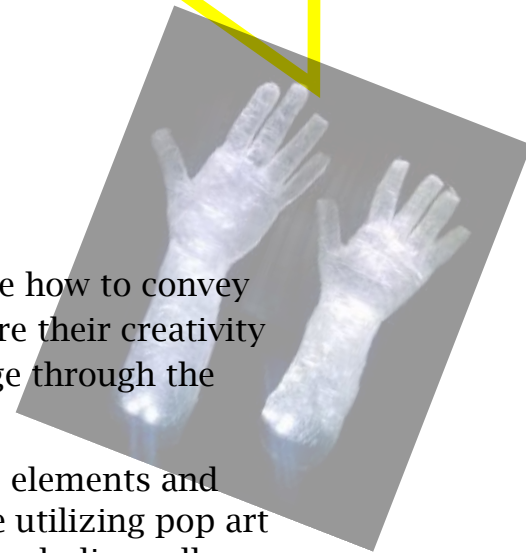 e how to convey
re their creativity
ge through the
elements and
e utilizing pop art